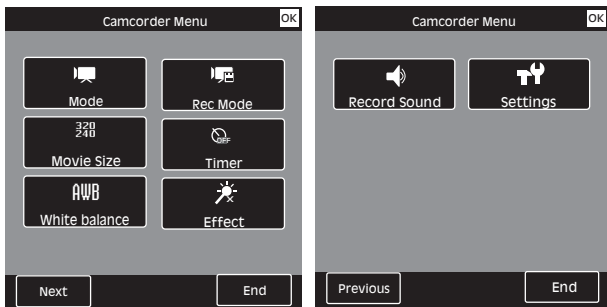 Camcorder Menu
OK
Mode
Rec Mode
320
240
OFF
Movie Size
Timer
AWB
White balance
Effect
Next
End
Camcorder Menu
OK
Record Sound
Settings
Previous
End